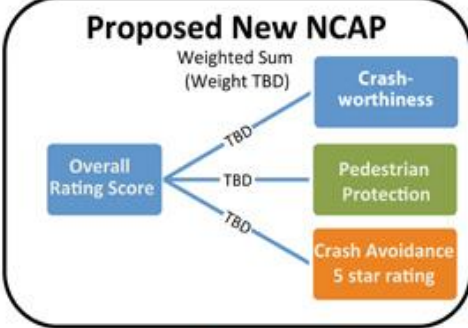 Proposed New NCAP
Weighted Sum
(Weight TBD)
Crash-
worthiness
TBD
Overall
Rating Score
TBD
Pedestrian
Protection
TBD
Crash Avoidance
5 star rating